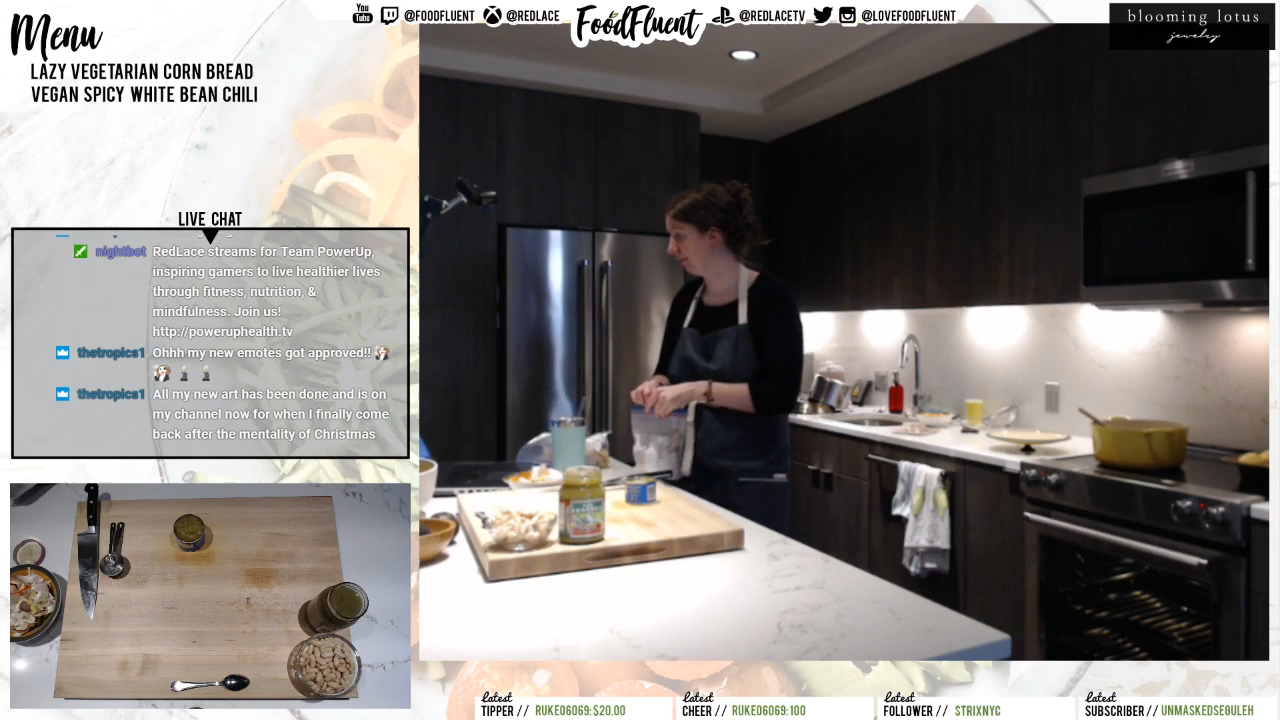 Menu
LAZY VEGETARIAN CORN BREAD
VEGAN SPICY WHITE BEAN CHILI
You Tube @FOODFLUENT @REDLACE FoodFluent @REDLACETV @LOVEFOODFLUENT
blooming lotus
jewelry
LIVE CHAT
nightbot RedLace streams for Team PowerUp,
inspiring gamers to live healthier lives
through fitness, nutrition, &
mindfulness. Join us!
http://poweruphealth.tv
thetropics1 Ohhh my new emotes got approved!!
thetropics1 All my new art has been done and is on
my channel now for when I finally come
back after the mentality of Christmas
latest
TIPPER // RUKE06069: $20.00
latest
CHEER // RUKE06069: 100
latest
FOLLOWER // STRIXNYC
latest
SUBSCRIBER // UNMASKEDSEGULEH